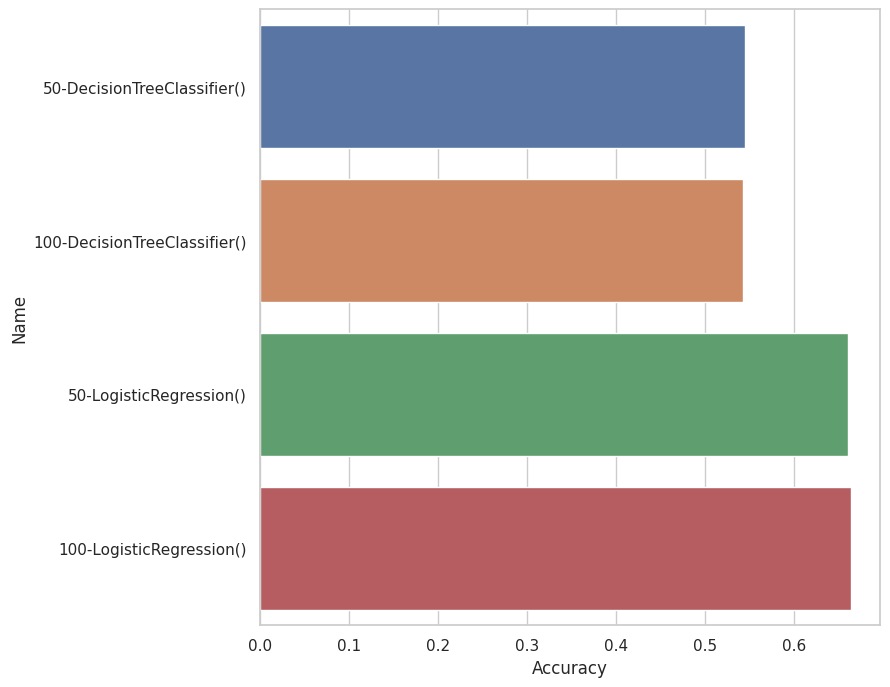 50-DecisionTreeClassifier()
100-DecisionTreeClassifier()
50-LogisticRegression()
100-LogisticRegression()
Name
0.0 0.1 0.2 0.3 0.4 0.5 0.6
Accuracy